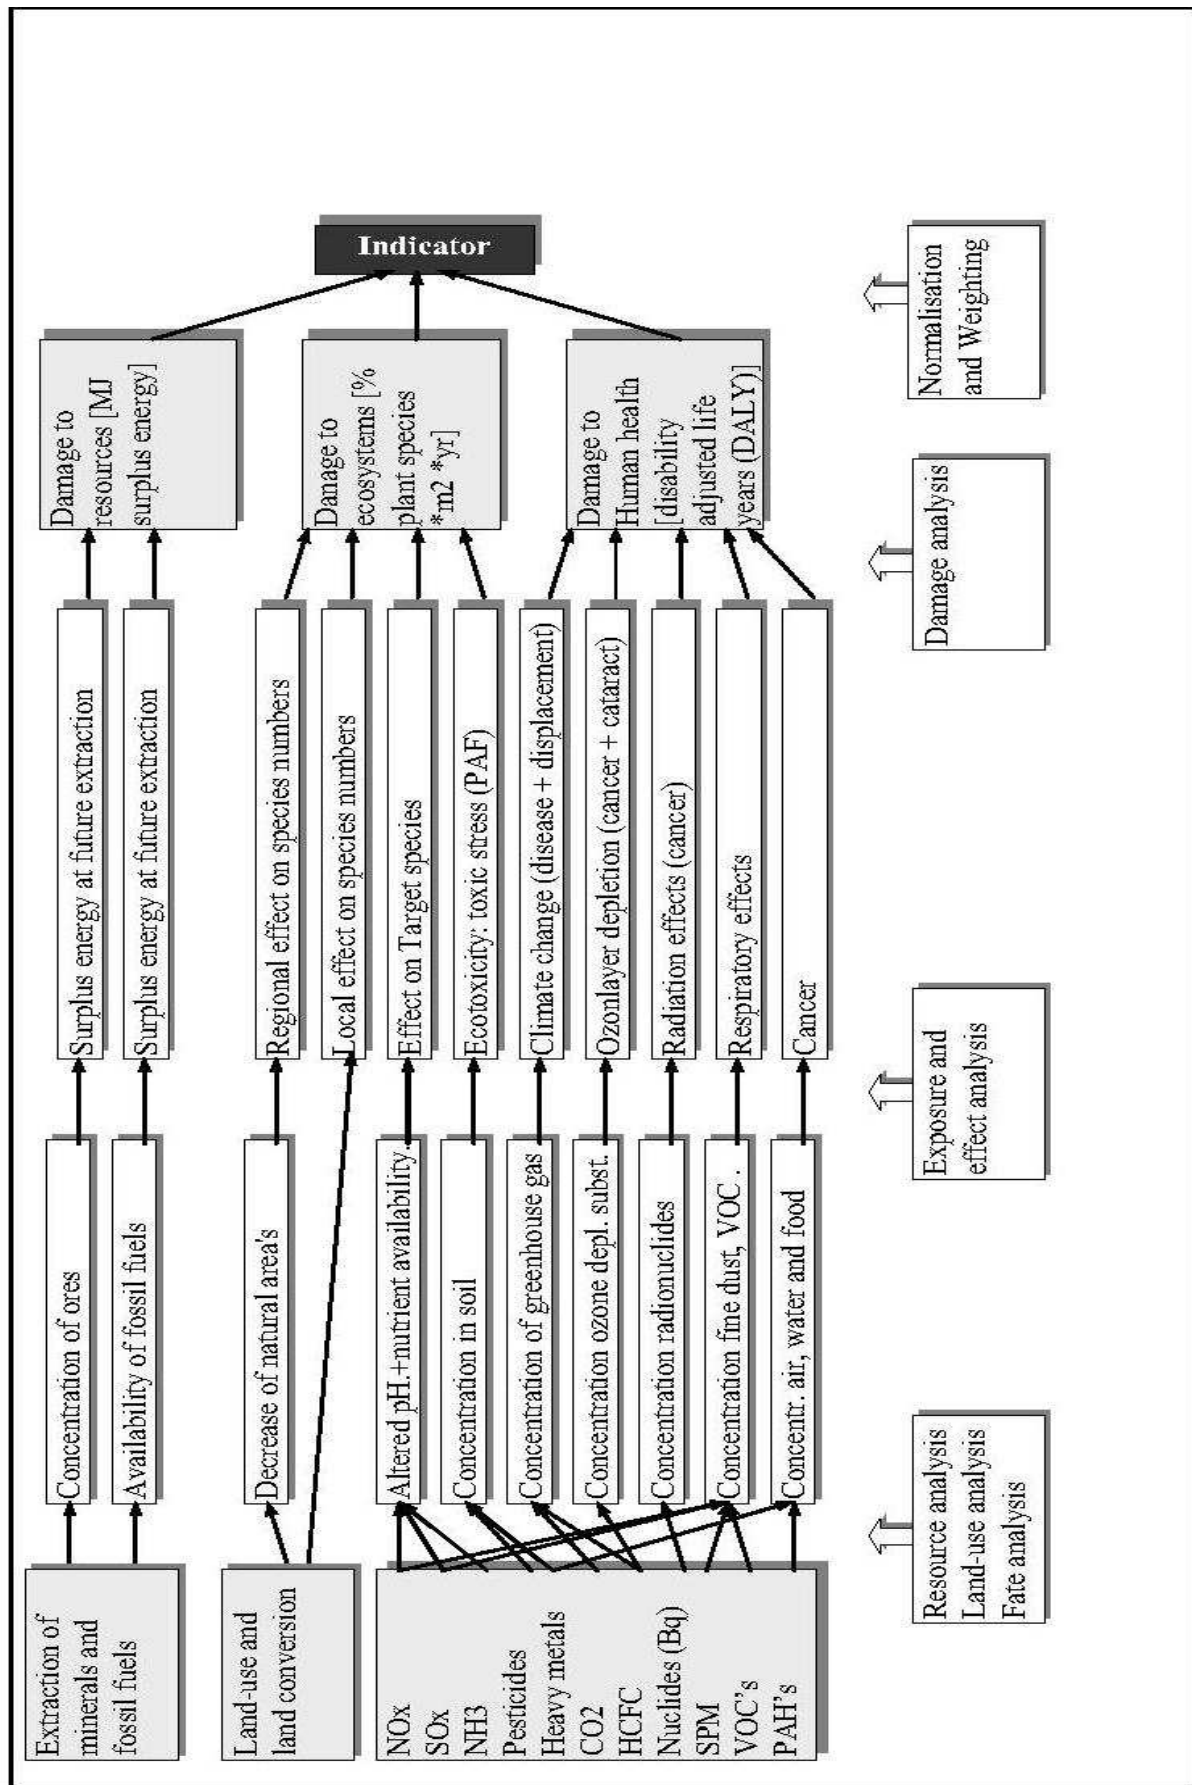 Extraction of
minerals and
fossil fuels
Land-use and
land conversion
NOx
SOx
NH3
Pesticides
Heavy metals
CO2
HCFC
Nuclides (Bq)
SPM
VOC's
PAH's
Concentration of ores
Availability of fossil fuels
Decrease of natural area's
Altered pH.+nutrient availability.
Concentration in soil
Concentration of greenhouse gas
Concentration ozone depl. subst.
Concentration radionuclides
Concentration fine dust, VOC .
Concentr. air, water and food
Surplus energy at future extraction
Surplus energy at future extraction
Regional effect on species numbers
Local effect on species numbers
Effect on Target species
Ecotoxicity: toxic stress (PAF)
Climate change (disease + displacement)
Ozonlayer depletion (cancer + cataract)
Radiation effects (cancer)
Respiratory effects
Cancer
Damage to
resources [MJ
surplus energy]
Damage to
ecosystems [%
plant species
*m2 *yr]
Damage to
Human health
[disability
adjusted life
years (DALY)]
Indicator
Resource analysis
Land-use analysis
Fate analysis
Exposure and
effect analysis
Damage analysis
Normalisation
and Weighting